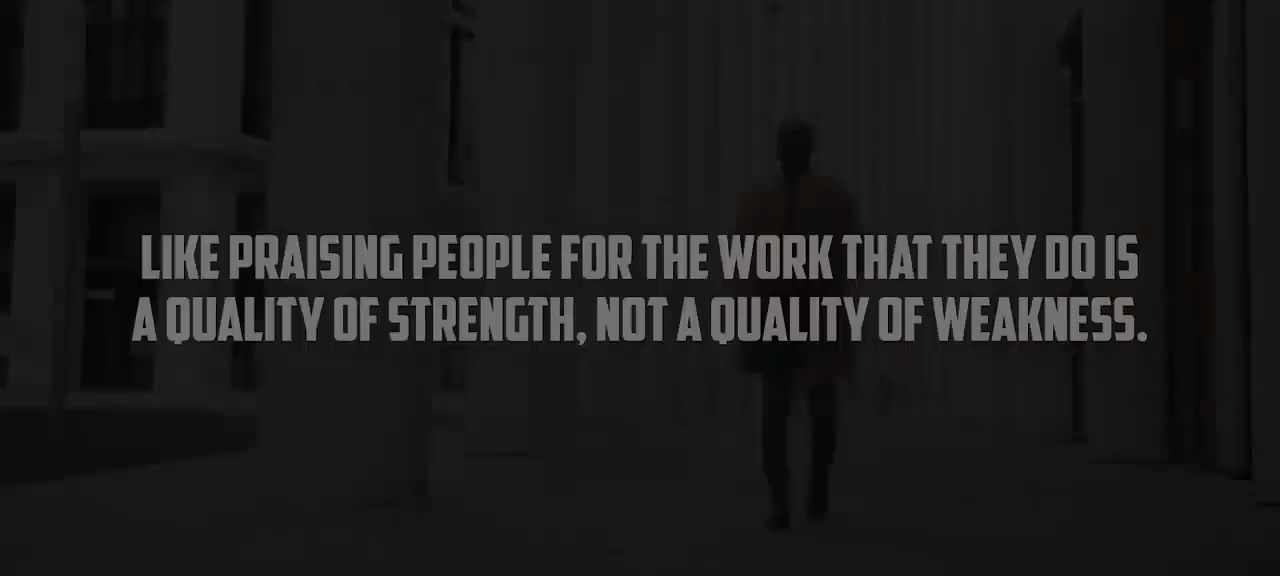 LIKE PRAISING PEOPLE FOR THE WORK THAT THEY DO IS
A QUALITY OF STRENGTH, NOT A QUALITY OF WEAKNESS.